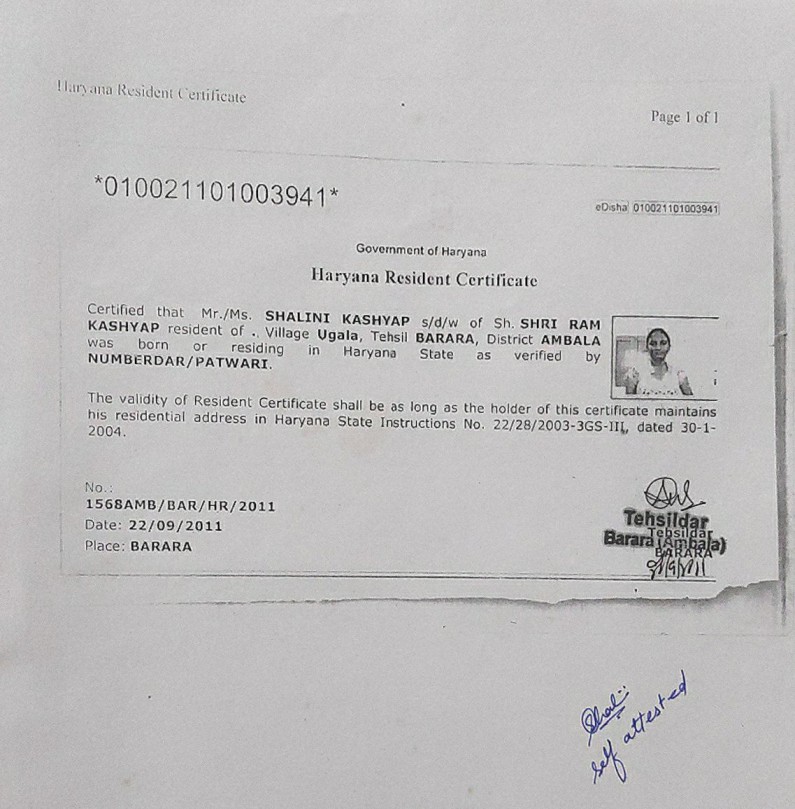 Haryana Resident Certificate
Page 1 of 1
*010021101003941*
eDisha 010021101003941
Government of Haryana
Haryana Resident Certificate
Certified that Mr./Ms. SHALINI KASHYAP s/d/w of Sh. SHRI RAM
KASHYAP resident of ., Village Ugala, Tehsil BARARA, District AMBALA
was born or residing in Haryana State as verified by
NUMBERDAR/PATWARI.
The validity of Resident Certificate shall be as long as the holder of this certificate maintains
his residential address in Haryana State Instructions No. 22/28/2003-3GS-III, dated 30-1-
2004.
No.:
1568AMB/BAR/HR/2011
Date: 22/09/2011
Place: BARARA
Tehsildar
Tehsildar
Barara (Ambala)
BARARA
self attested